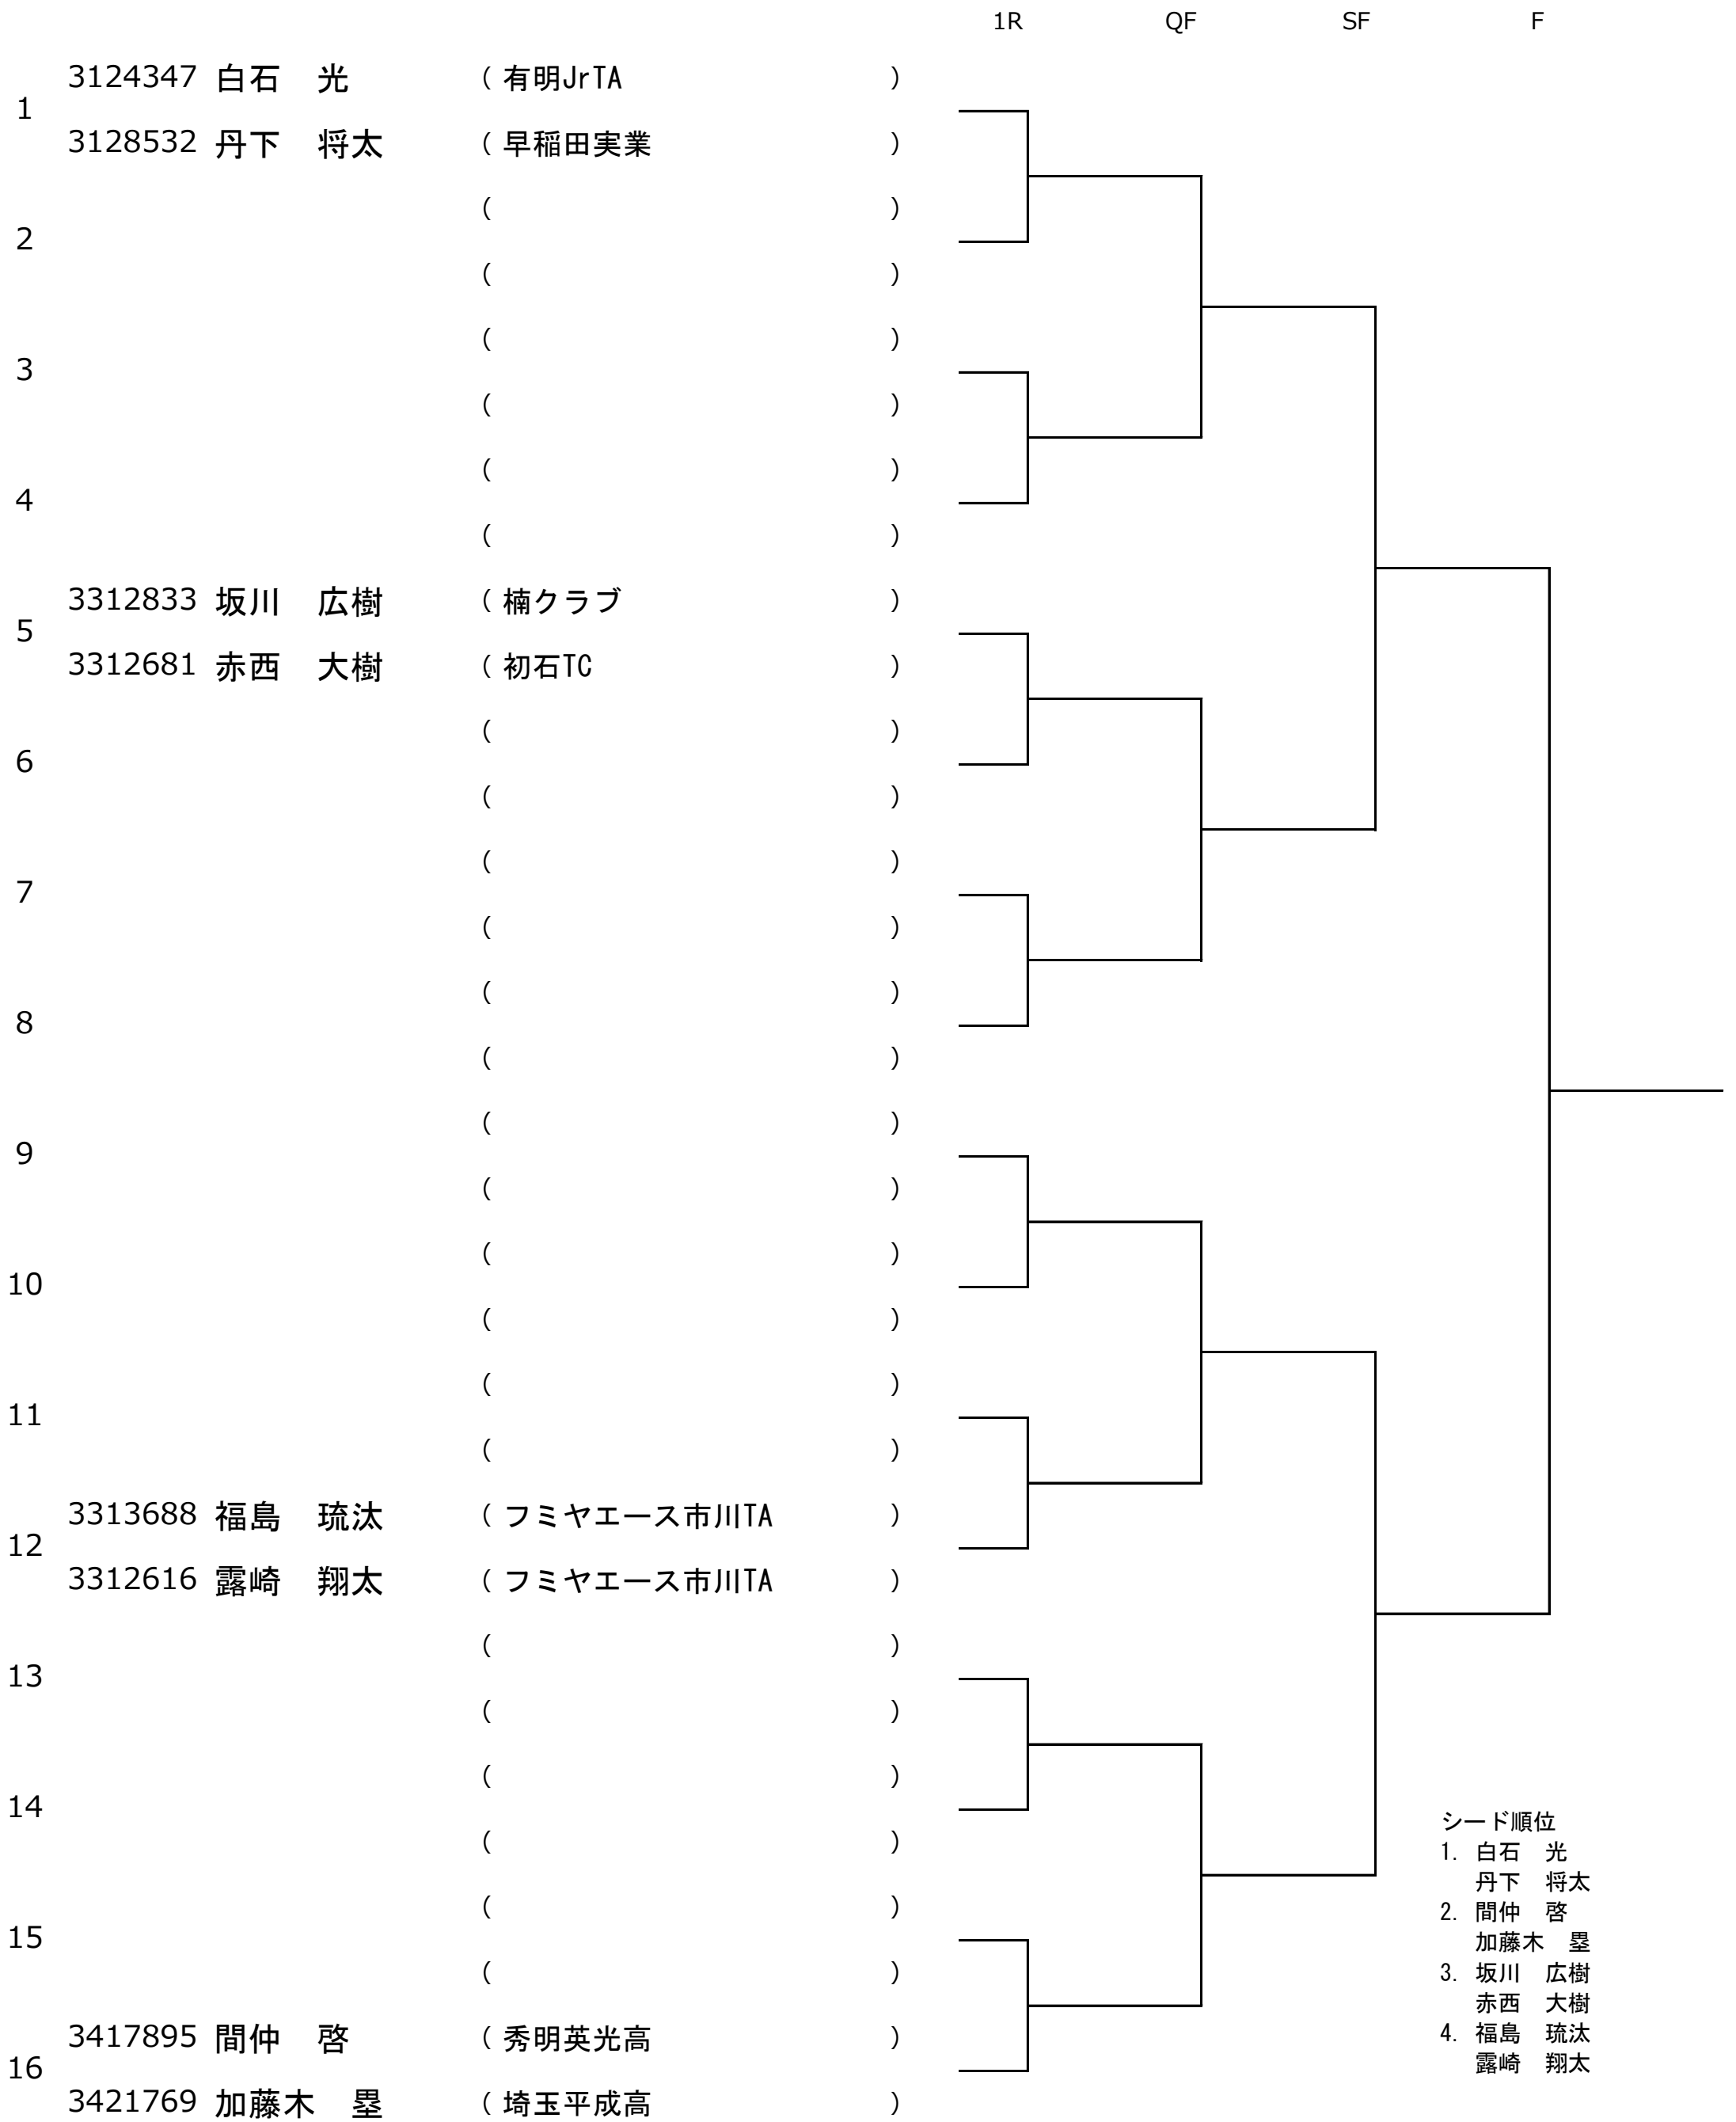 1R QF SF F
3124347 白石　光 ( 有明JrTA )
1
3128532 丹下　将太 ( 早稲田実業 )
( )
2
( )
( )
3
( )
( )
4
( )
3312833 坂川　広樹 ( 楠クラブ )
5
3312681 赤西　大樹 ( 初石TC )
( )
6
( )
( )
7
( )
( )
8
( )
( )
9
( )
( )
10
( )
( )
11
( )
3313688 福島　琉汰 ( フミヤエース市川TA )
12
3312616 露崎　翔太 ( フミヤエース市川TA )
( )
13
( )
( )
14
( )
( )
15
( )
3417895 間仲　啓 ( 秀明英光高 )
16
3421769 加藤木　塁 ( 埼玉平成高 )
シード順位
1. 白石　光
丹下　将太
2. 間仲　啓
加藤木　塁
3. 坂川　広樹
赤西　大樹
4. 福島　琉汰
露崎　翔太